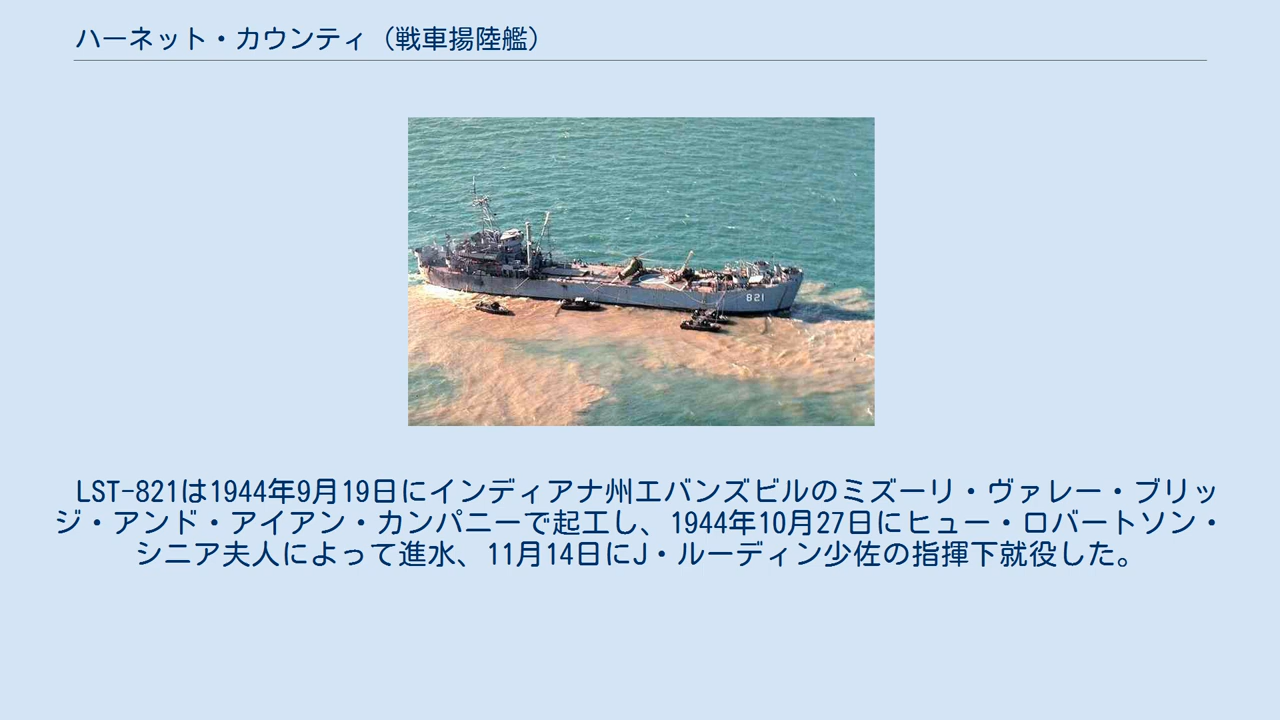 ハーネット・カウンティ（戦車揚陸艦）
821
LST-821は1944年9月19日にインディアナ州エバンズビルのミズーリ・ヴァレー・ブリッ
ジ・アンド・アイアン・カンパニーで起工し、1944年10月27日にヒュー・ロバートソン・
シニア夫人によって進水、11月14日にJ・ルーディン少佐の指揮下就役した。